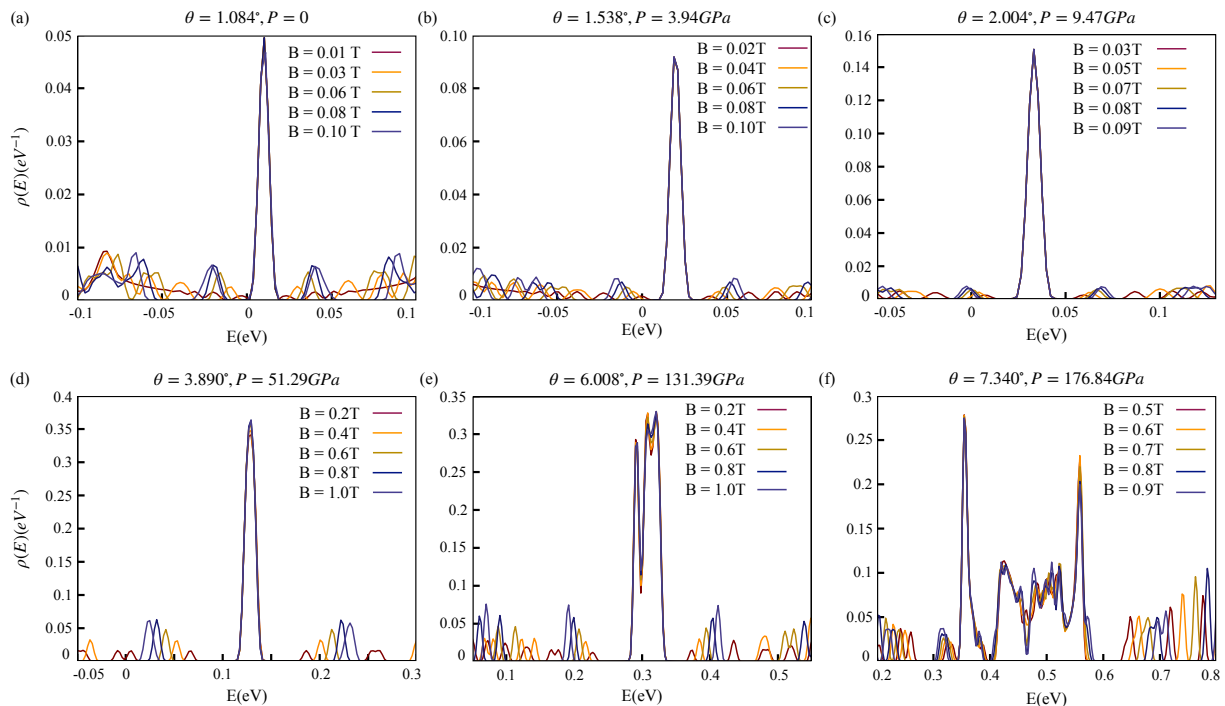 (a)
θ = 1.084°, P = 0
ρ(E)(eV⁻¹)
0.05
0.04
0.03
0.02
0.01
0
B = 0.01 T
B = 0.03 T
B = 0.06 T
B = 0.08 T
B = 0.10 T
-0.1
-0.05
0
0.05
0.1
E(eV)
(b)
θ = 1.538°, P = 3.94GPa
0.10
0.08
0.06
0.04
0.02
0
B = 0.02T
B = 0.04T
B = 0.06T
B = 0.08T
B = 0.10T
-0.1
-0.05
0
0.05
0.1
E(eV)
(c)
θ = 2.004°, P = 9.47GPa
0.16
0.14
0.12
0.10
0.08
0.06
0.04
0.02
0
B = 0.03T
B = 0.05T
B = 0.07T
B = 0.08T
B = 0.09T
-0.05
0
0.05
0.1
E(eV)
(d)
θ = 3.890°, P = 51.29GPa
ρ(E)(eV⁻¹)
0.4
0.35
0.3
0.25
0.20
0.15
0.1
0.05
0
B = 0.2T
B = 0.4T
B = 0.6T
B = 0.8T
B = 1.0T
-0.05
0
0.1
0.2
0.3
E(eV)
(e)
θ = 6.008°, P = 131.39GPa
0.35
0.30
0.25
0.20
0.15
0.10
0.05
0
B = 0.2T
B = 0.4T
B = 0.6T
B = 0.8T
B = 1.0T
0.1
0.2
0.3
0.4
0.5
E(eV)
(f)
θ = 7.340°, P = 176.84GPa
0.3
0.25
0.2
0.15
0.1
0.05
0
B = 0.5T
B = 0.6T
B = 0.7T
B = 0.8T
B = 0.9T
0.2
0.3
0.4
0.5
0.6
0.7
0.8
E(eV)